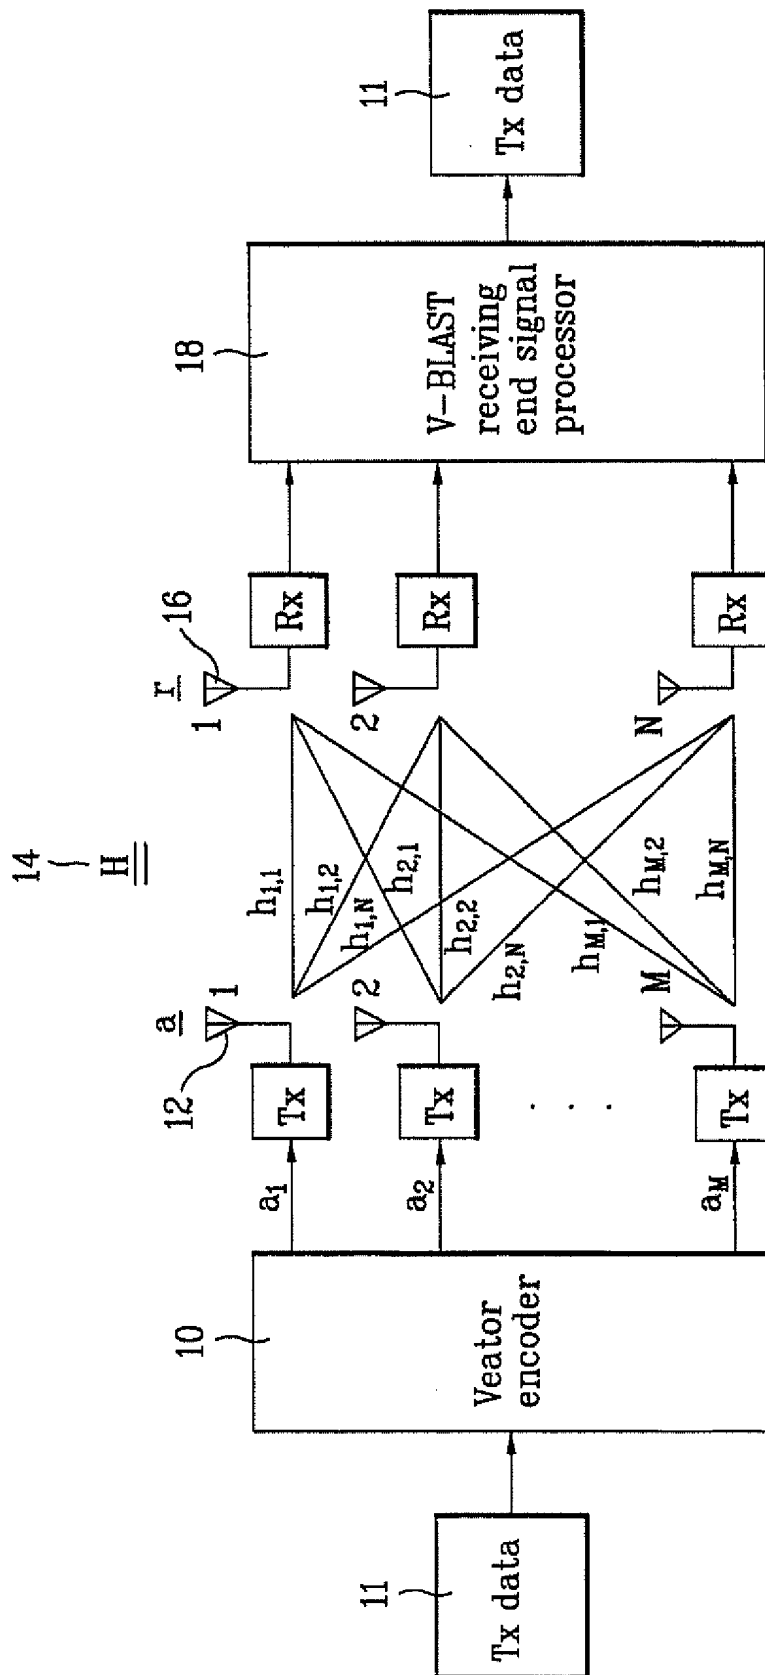 14
H
11
Tx data
10
Veator
encoder
a1
a2
aM
12
a
1
Tx
2
Tx
. . .
M
Tx
h1,1
h1,2
h1,N
h2,1
h2,2
h2,N
hM,1
hM,2
hM,N
r
16
1
Rx
2
Rx
N
Rx
18
V-BLAST
receiving
end signal
processor
11
Tx data